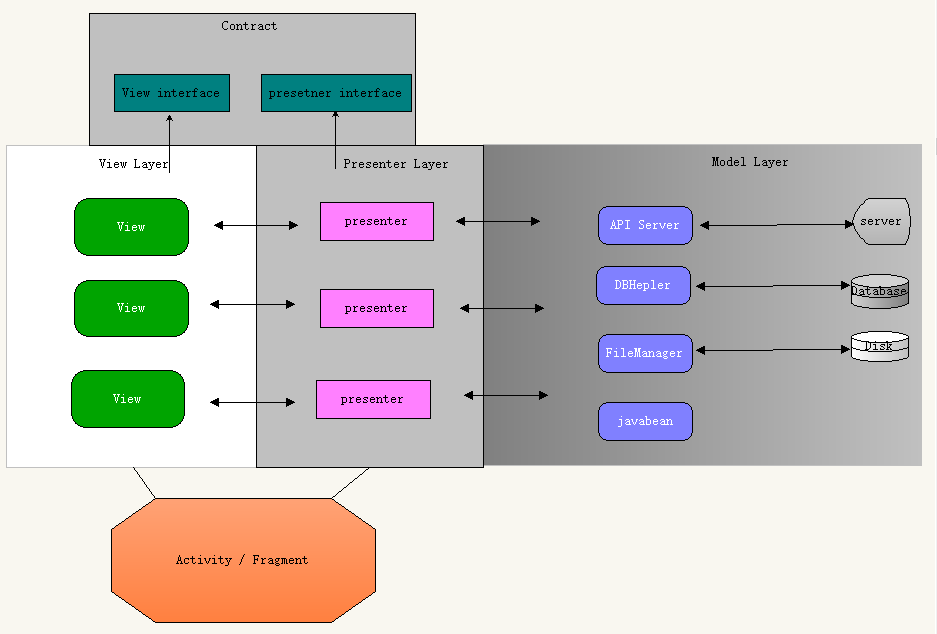 Contract
View interface
presetner interface
View Layer
Presenter Layer
Model Layer
View
presenter
API Server
server
View
presenter
DBHepler
Database
View
presenter
FileManager
Disk
javabean
Activity / Fragment